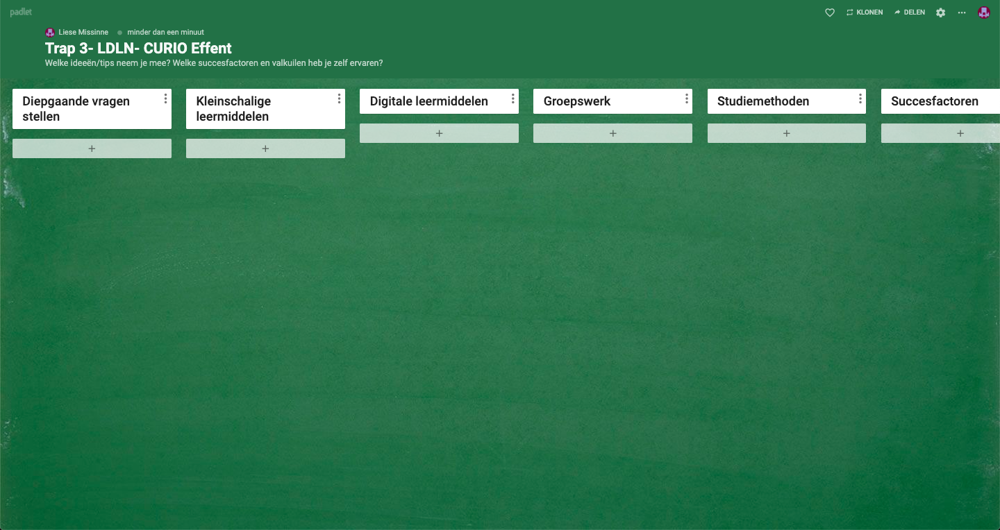 padlet
KLONEN
DELEN
Liese Missinne
minder dan een minuut
Trap 3- LDLN- CURIO Effent
Welke ideeën/tips neem je mee? Welke succesfactoren en valkuilen heb je zelf ervaren?
Diepgaande vragen
stellen
Kleinschalige
leermiddelen
Digitale leermiddelen
Groepswerk
Studiemethoden
Succesfactoren